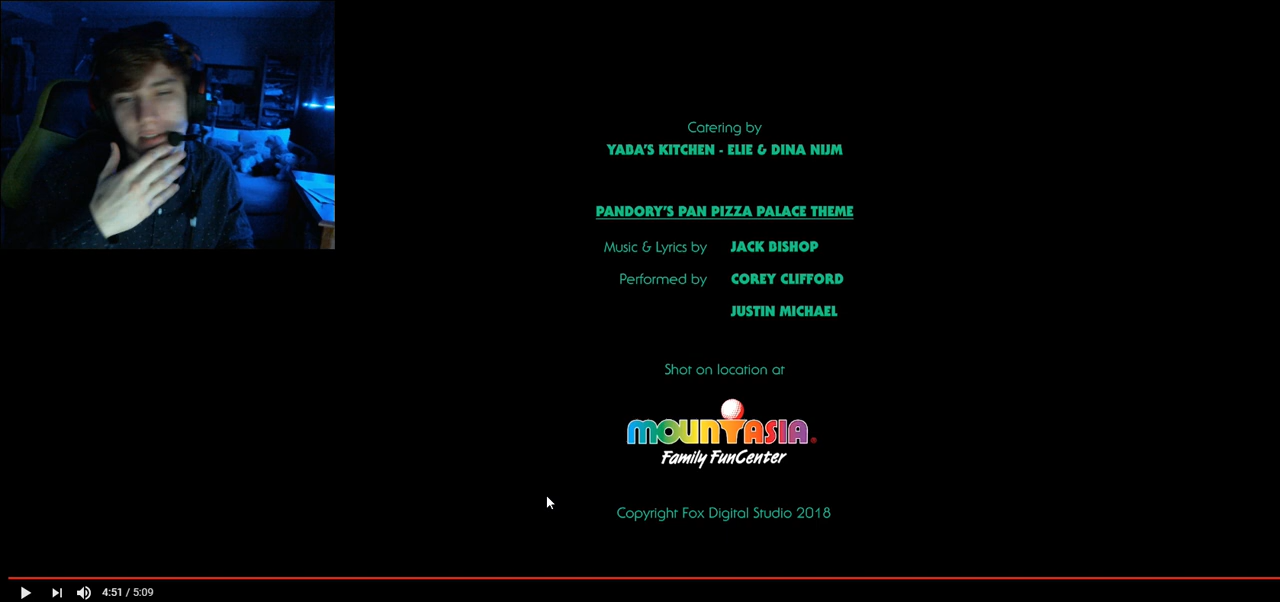 Catering by
YABA'S KITCHEN - ELIE & DINA NIJM
PANDORY'S PAN PIZZA PALACE THEME
Music & Lyrics by JACK BISHOP
Performed by COREY CLIFFORD
JUSTIN MICHAEL
Shot on location at
MOUNTASIA®
Family FunCenter
Copyright Fox Digital Studio 2018
4:51 / 5:09